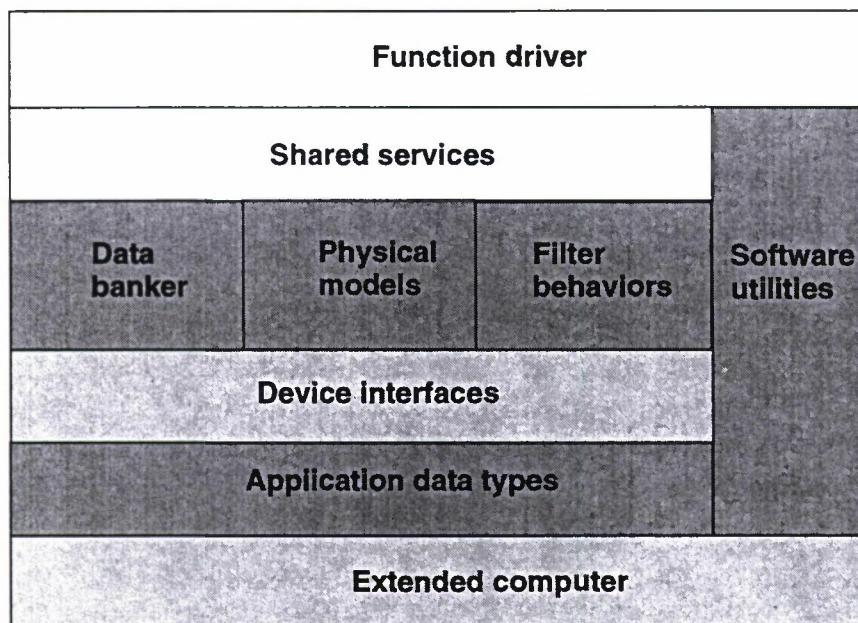 Function driver
Shared services
Data
banker
Physical
models
Filter
behaviors
Software
utilities
Device interfaces
Application data types
Extended computer